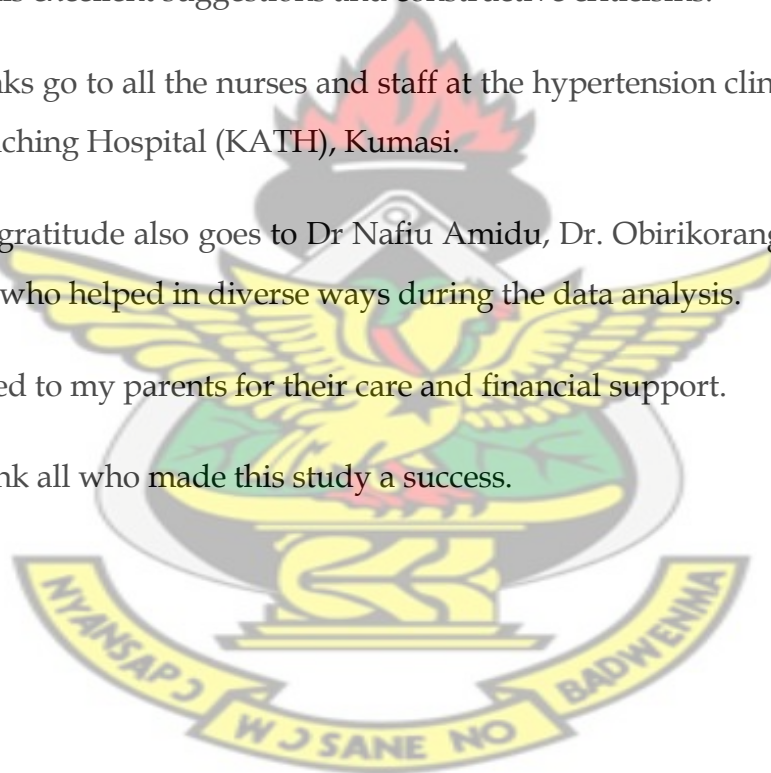 excellent suggestions and constructive criticisms.
go to all the nurses and staff at the hypertension clin
ching Hospital (KATH), Kumasi.
gratitude also goes to Dr Nafiu Amidu, Dr. Obirikorang
who helped in diverse ways during the data analysis.
ed to my parents for their care and financial support.
nk all who made this study a success.
NYANSAPƆ WƆSANE NO BADWENMA